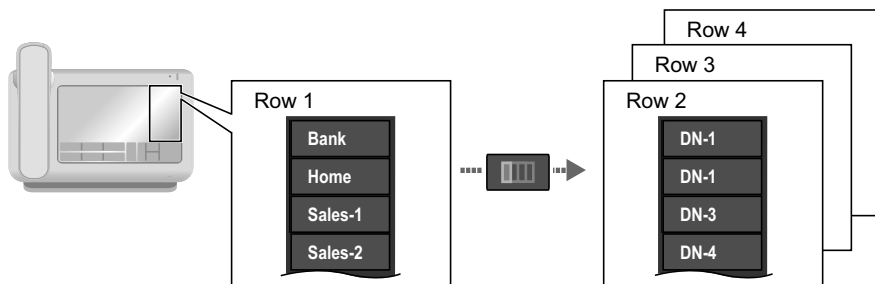 Row 4
Row 3
Row 1
Row 2
Bank
Home
Sales-1
Sales-2
DN-1
DN-1
DN-3
DN-4